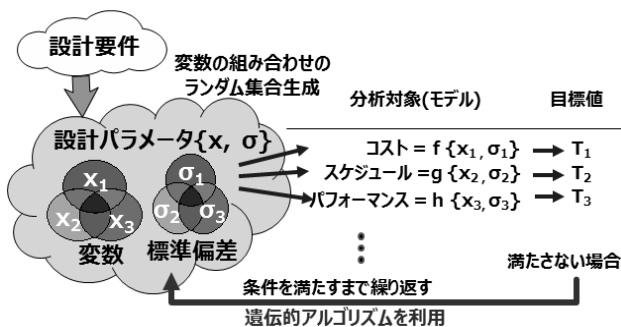 設計要件
変数の組み合わせの
ランダム集合生成
分析対象(モデル)
目標値
設計パラメータ{x, σ}
x₁
x₂
x₃
変数
σ₁
σ₂
σ₃
標準偏差
コスト = f {x₁, σ₁}
T₁
スケジュール =g {x₂, σ₂}
T₂
パフォーマンス = h {x₃, σ₃}
T₃
満たさない場合
条件を満たすまで繰り返す
遺伝的アルゴリズムを利用